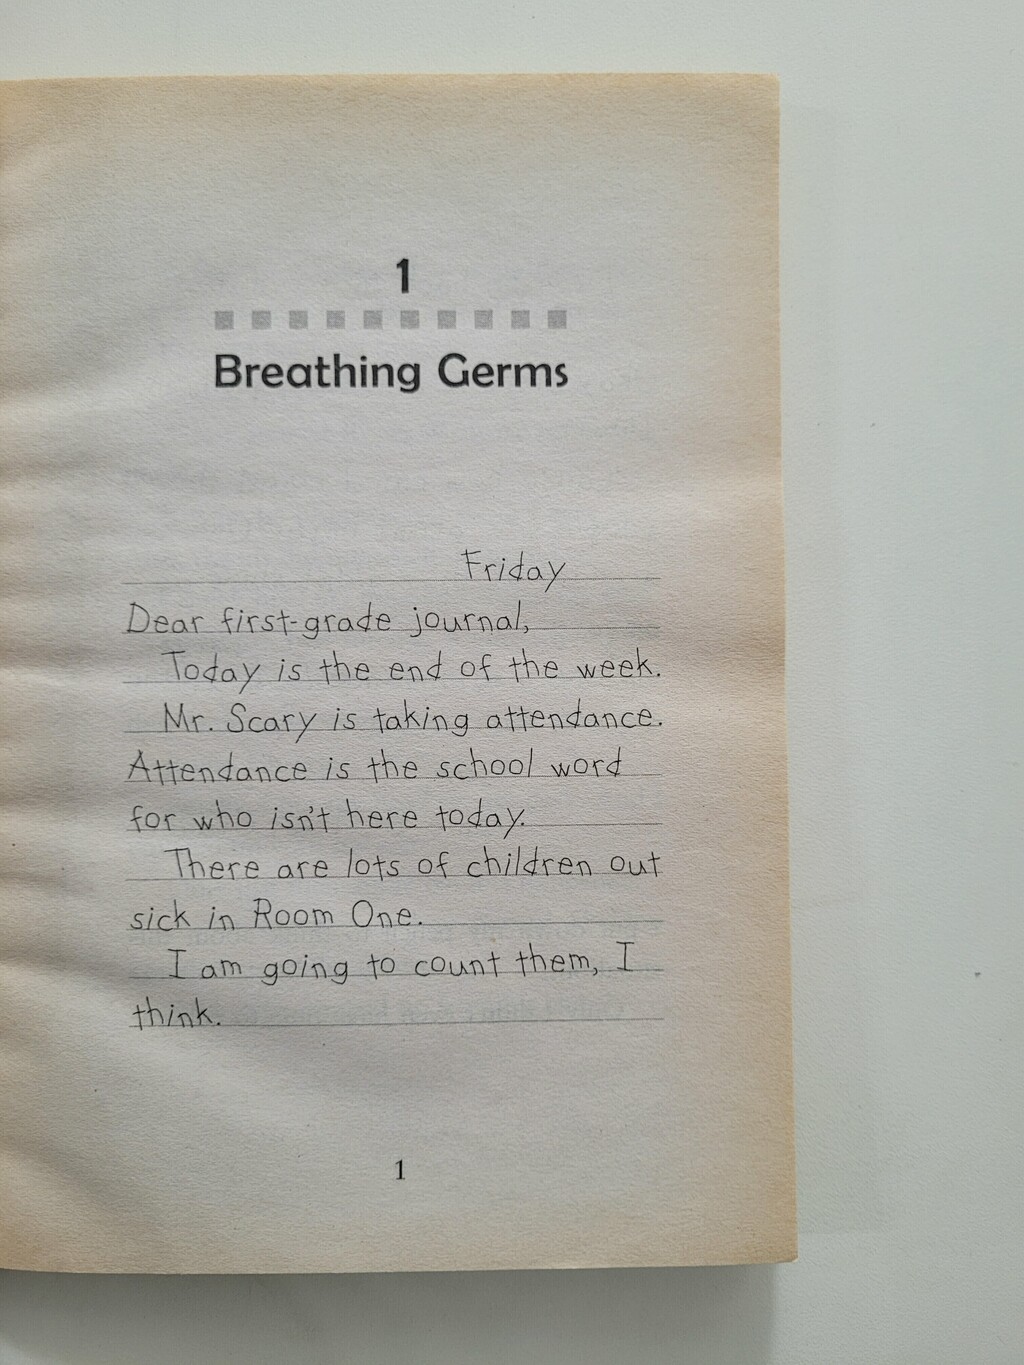 1
Breathing Germs
Friday
Dear first-grade journal,
Today is the end of the week.
Mr. Scary is taking attendance.
Attendance is the school word
for who isn't here today.
There are lots of children out
sick in Room One.
I am going to count them, I
think.
1